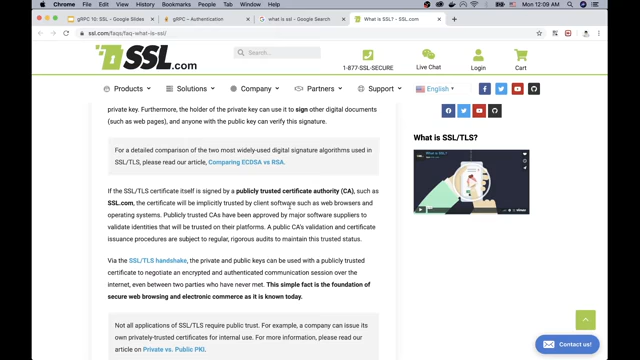 Chrome File Edit View History Bookmarks People Tab Window Help
Mon 12:09 AM
gRPC 10: SSL - Google Slides
gRPC – Authentication
what is ssl - Google Search
What is SSL? - SSL.com
ssl.com/faqs/faq-what-is-ssl/
SSL.com
Search
1-877-SSL-SECURE
Live Chat
Login
Cart
Products Solutions Company Partners Support English
private key. Furthermore, the holder of the private key can use it to sign other digital documents
(such as web pages), and anyone with the public key can verify this signature.
For a detailed comparison of the two most widely-used digital signature algorithms used in
SSL/TLS, please read our article, Comparing ECDSA vs RSA.
If the SSL/TLS certificate itself is signed by a publicly trusted certificate authority (CA), such as
SSL.com, the certificate will be implicitly trusted by client software such as web browsers and
operating systems. Publicly trusted CAs have been approved by major software suppliers to
validate identities that will be trusted on their platforms. A public CA's validation and certificate
issuance procedures are subject to regular, rigorous audits to maintain this trusted status.
Via the SSL/TLS handshake, the private and public keys can be used with a publicly trusted
certificate to negotiate an encrypted and authenticated communication session over the
internet, even between two parties who have never met. This simple fact is the foundation of
secure web browsing and electronic commerce as it is known today.
Not all applications of SSL/TLS require public trust. For example, a company can issue its
own privately-trusted certificates for internal use. For more information, please read our
article on Private vs. Public PKI.
What is SSL/TLS?
Contact us!